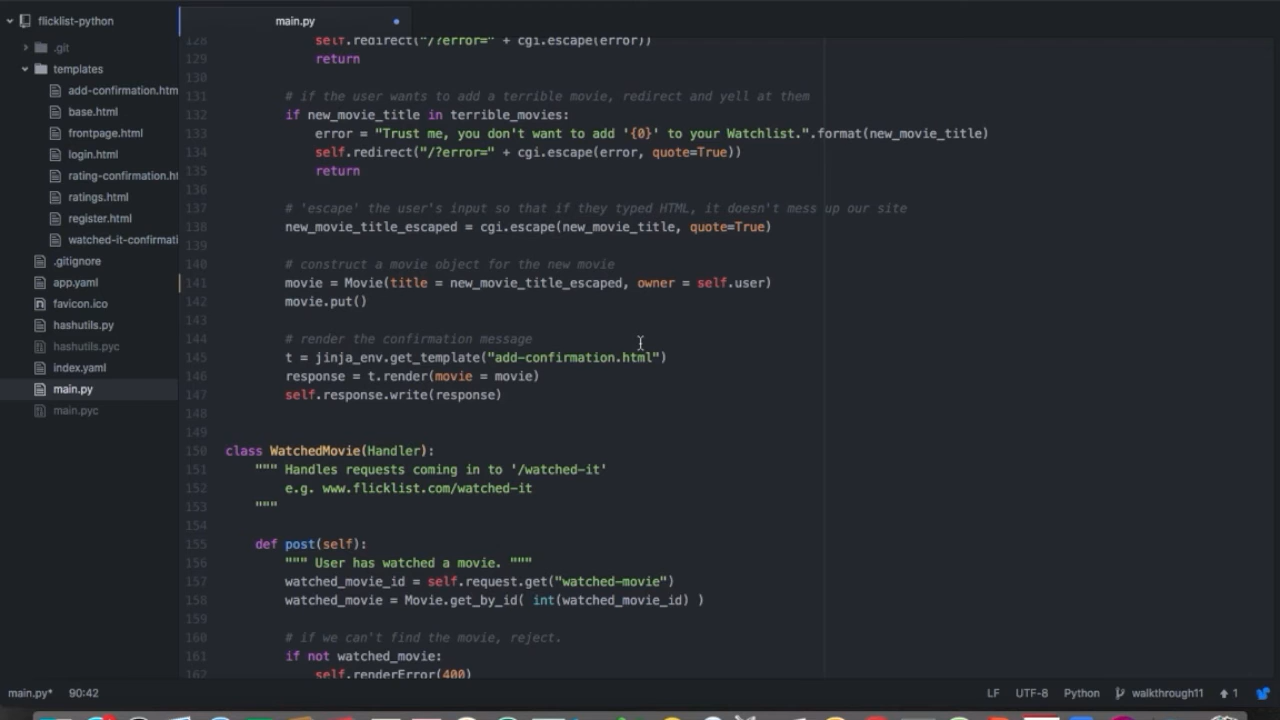 flicklist-python
.git
templates
add-confirmation.htm
base.html
frontpage.html
login.html
rating-confirmation.ht
ratings.html
register.html
watched-it-confirmati
.gitignore
app.yaml
favicon.ico
hashutils.py
hashutils.pyc
index.yaml
main.py
main.pyc
main.py
128 self.redirect("/?error=" + cgi.escape(error))
129 return
130
131 # if the user wants to add a terrible movie, redirect and yell at them
132 if new_movie_title in terrible_movies:
133 error = "Trust me, you don't want to add '{0}' to your Watchlist.".format(new_movie_title)
134 self.redirect("/?error=" + cgi.escape(error, quote=True))
135 return
136
137 # 'escape' the user's input so that if they typed HTML, it doesn't mess up our site
138 new_movie_title_escaped = cgi.escape(new_movie_title, quote=True)
139
140 # construct a movie object for the new movie
141 movie = Movie(title = new_movie_title_escaped, owner = self.user)
142 movie.put()
143
144 # render the confirmation message
145 t = jinja_env.get_template("add-confirmation.html")
146 response = t.render(movie = movie)
147 self.response.write(response)
148
149
150 class WatchedMovie(Handler):
151 """ Handles requests coming in to '/watched-it'
152 e.g. www.flicklist.com/watched-it
153 """
154
155 def post(self):
156 """ User has watched a movie. """
157 watched_movie_id = self.request.get("watched-movie")
158 watched_movie = Movie.get_by_id( int(watched_movie_id) )
159
160 # if we can't find the movie, reject.
161 if not watched_movie:
162 self.renderError(400)
main.py* 90:42 LF UTF-8 Python walkthrough11 1